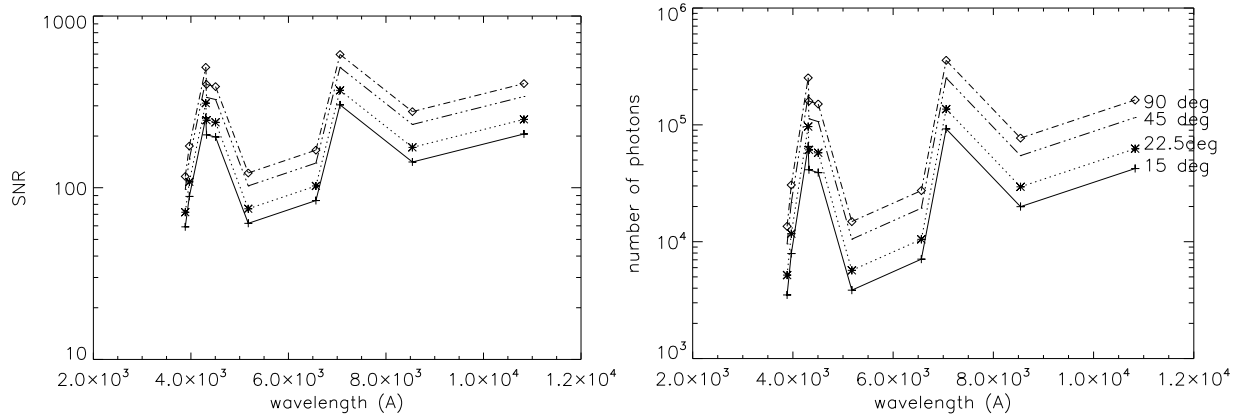 1000
SNR
100
10
2.0×10³ 4.0×10³ 6.0×10³ 8.0×10³ 1.0×10⁴ 1.2×10⁴
wavelength (A)
10⁶
number of photons
10⁵
10⁴
10³
90 deg
45 deg
22.5deg
15 deg
2.0×10³ 4.0×10³ 6.0×10³ 8.0×10³ 1.0×10⁴ 1.2×10⁴
wavelength (A)